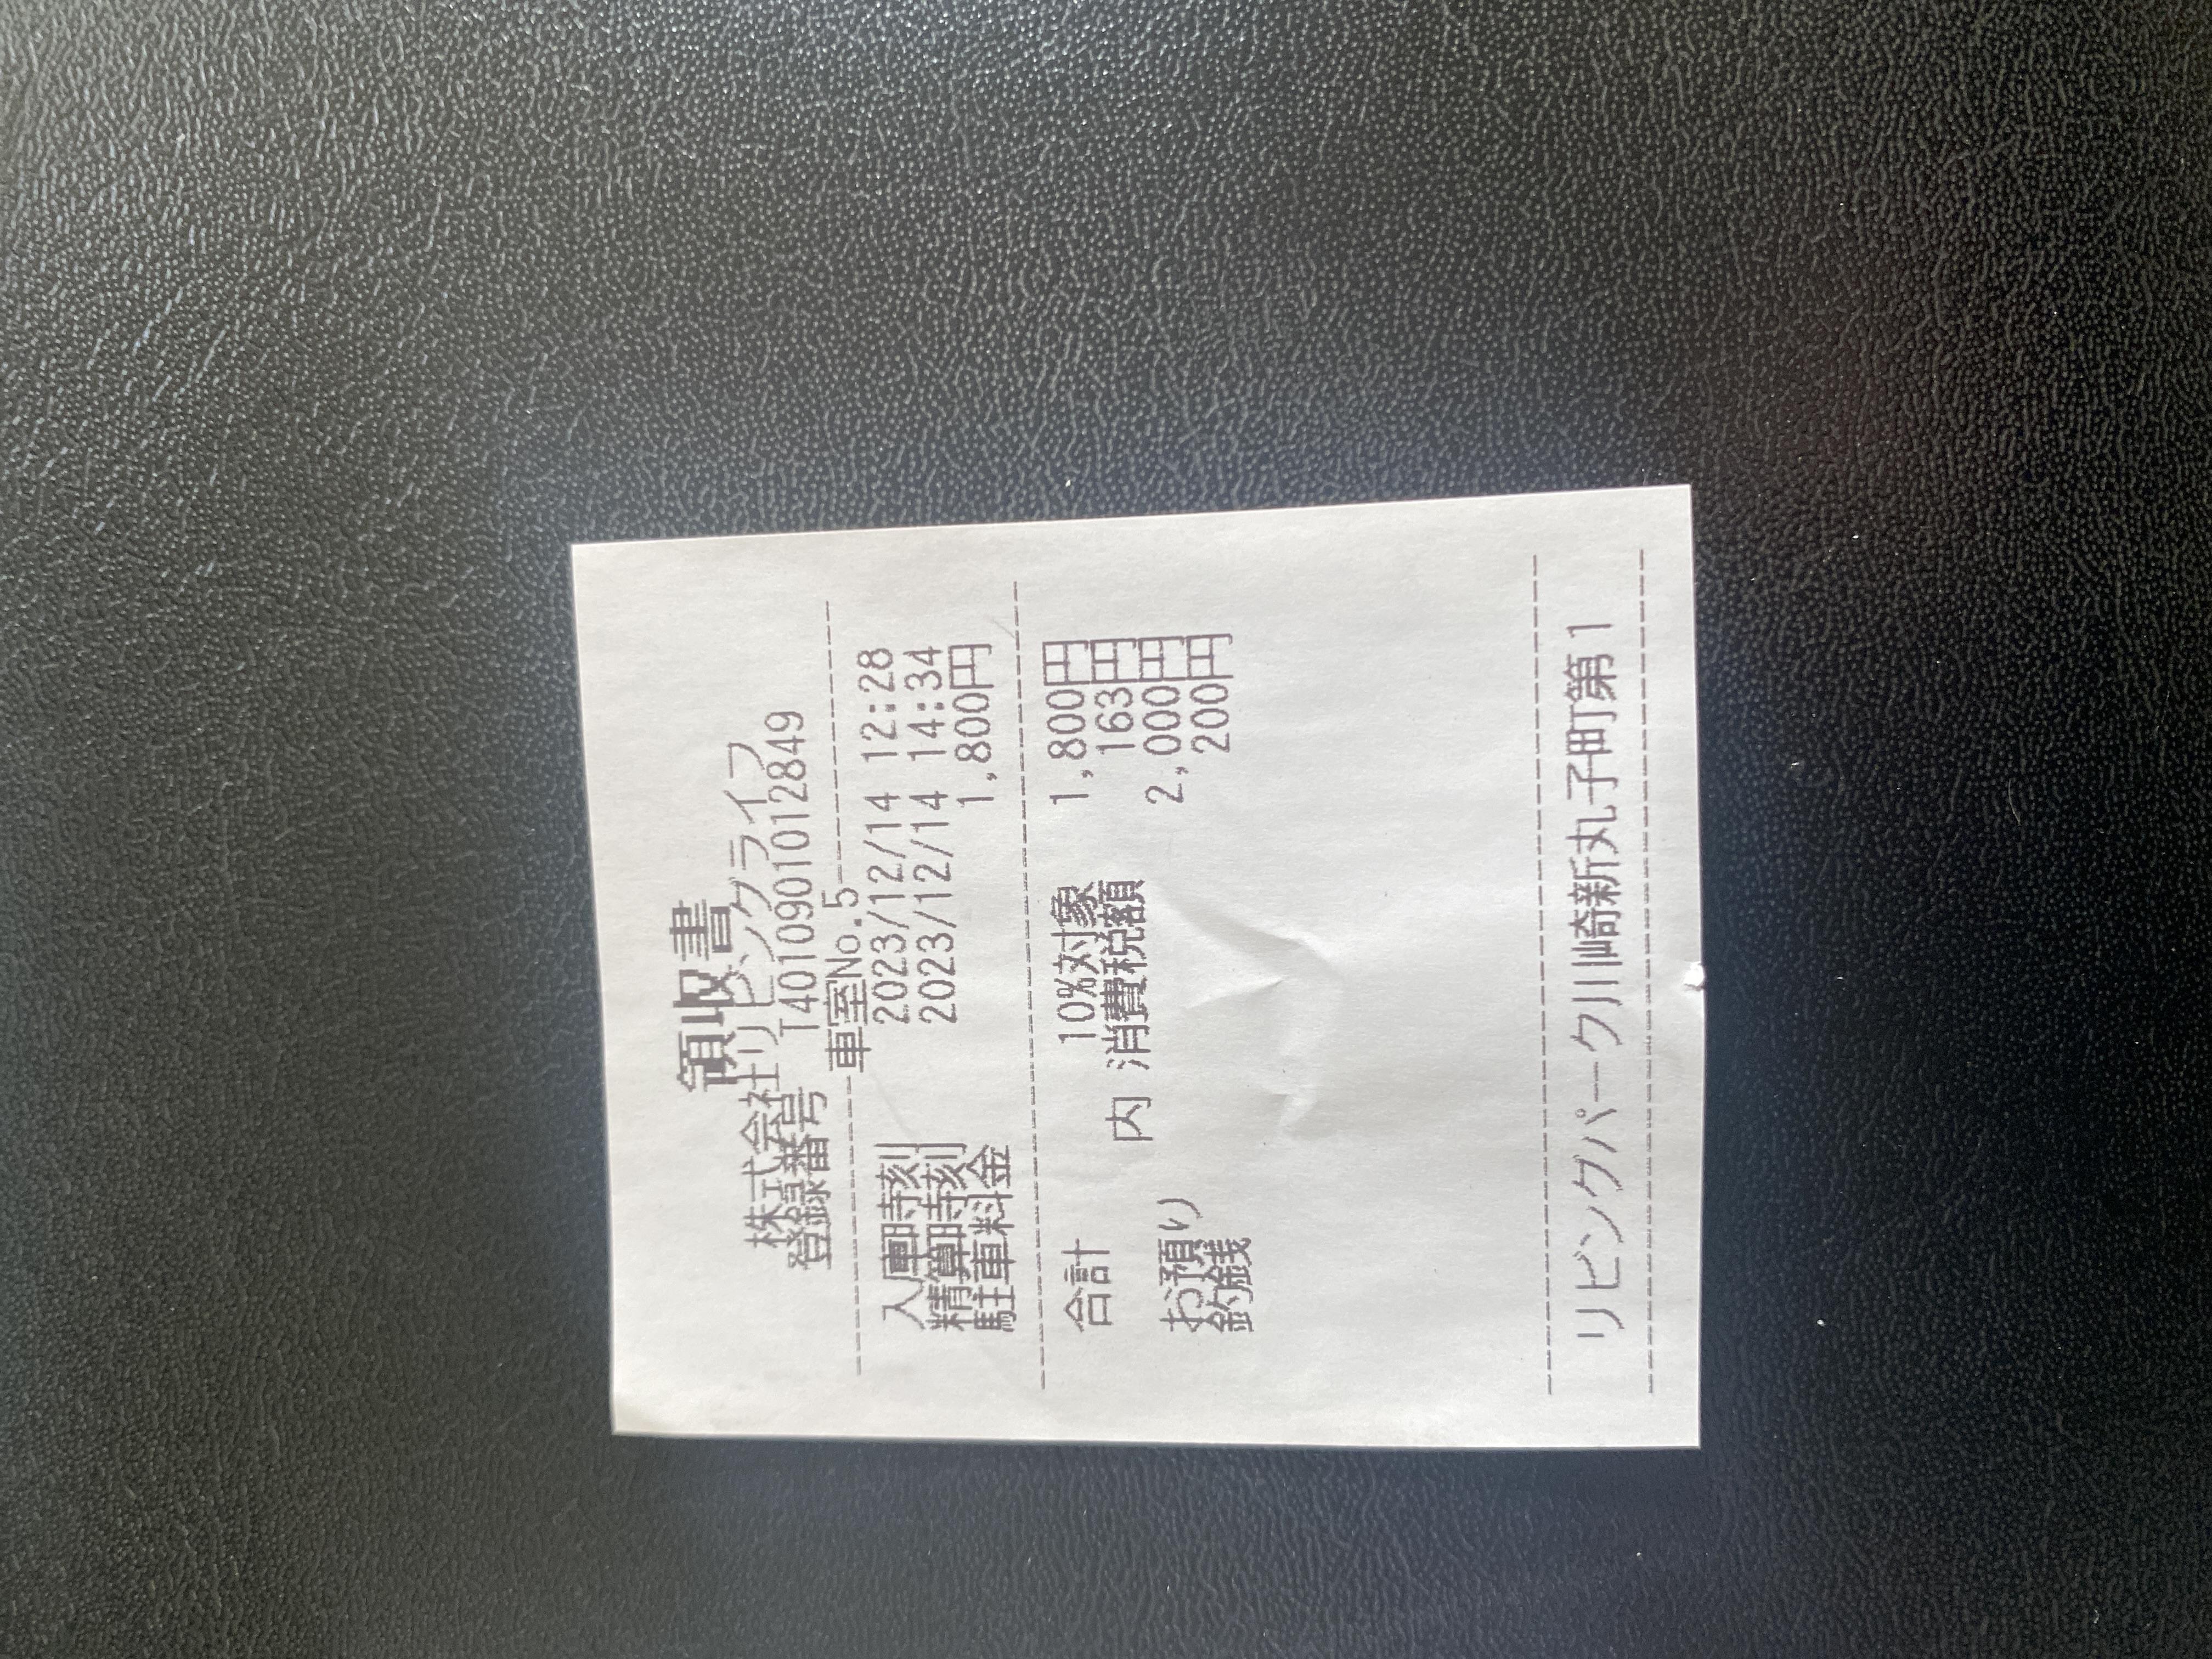 領収書
株式会社リビングライフ
登録番号 T4010901012849
車室No.5
入庫時刻 2023/12/14 12:28
精算時刻 2023/12/14 14:34
駐車料金 1,800円
合計 10%対象 1,800円
内 消費税額 163円
お預り 2,000円
釣銭 200円
リビングパーク川崎新丸子町第1